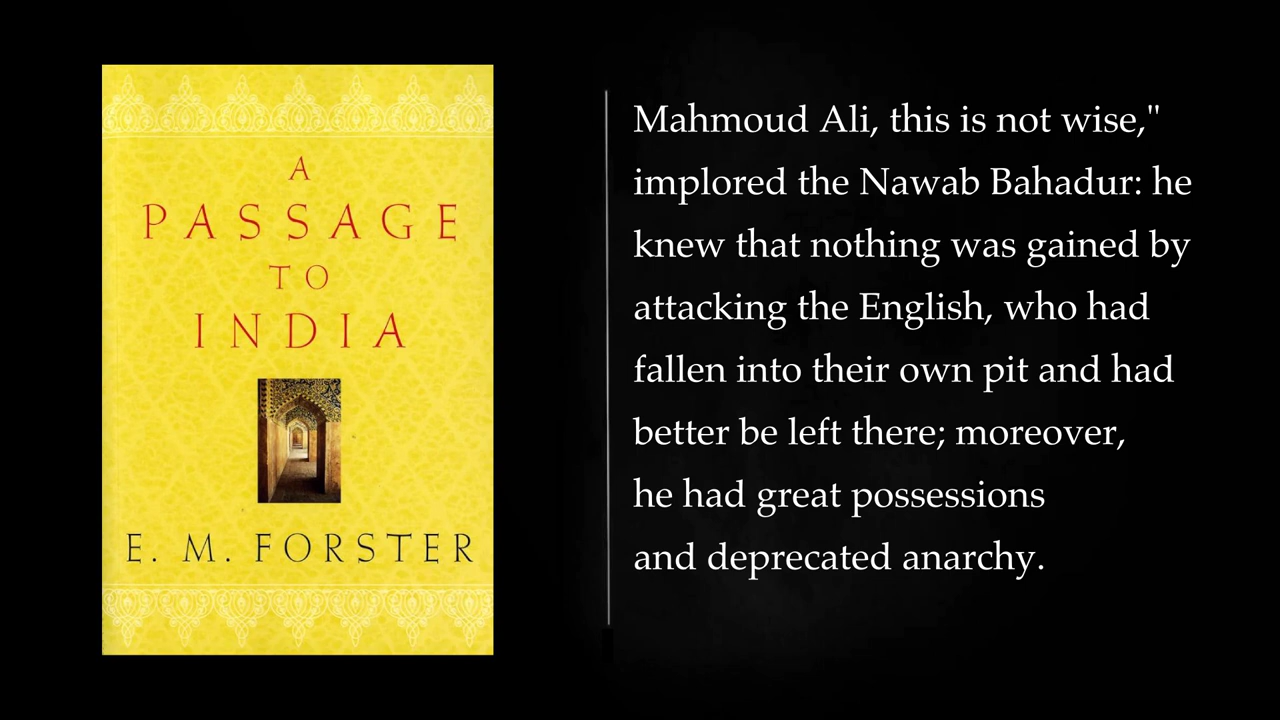 A
PASSAGE
TO
INDIA
E. M. FORSTER
Mahmoud Ali, this is not wise,"
implored the Nawab Bahadur: he
knew that nothing was gained by
attacking the English, who had
fallen into their own pit and had
better be left there; moreover,
he had great possessions
and deprecated anarchy.